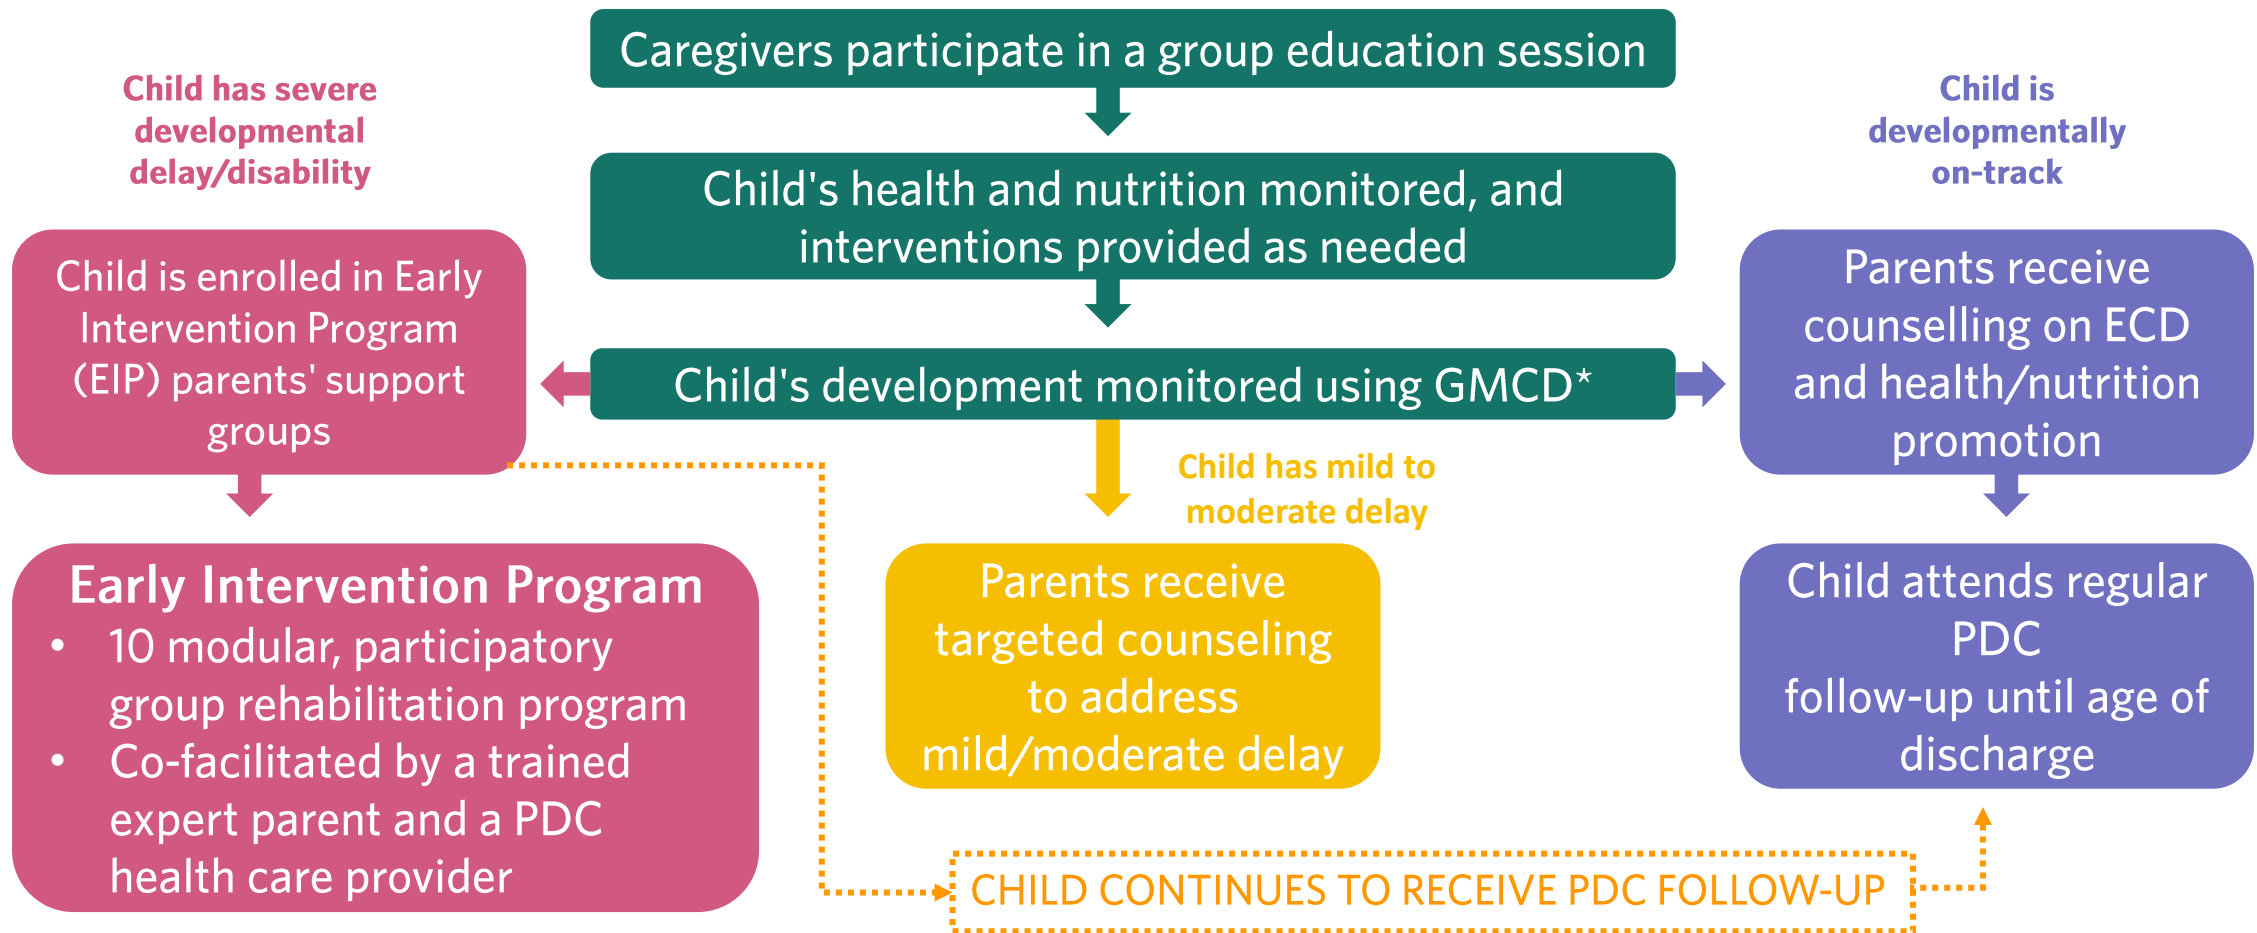 Caregivers participate in a group education session
Child's health and nutrition monitored, and
interventions provided as needed
Child's development monitored using GMCD*
Child has severe
developmental
delay/disability
Child is enrolled in Early
Intervention Program
(EIP) parents' support
groups
Early Intervention Program
• 10 modular, participatory
group rehabilitation program
• Co-facilitated by a trained
expert parent and a PDC
health care provider
Child has mild to
moderate delay
Parents receive
targeted counseling
to address
mild/moderate delay
Child is
developmentally
on-track
Parents receive
counselling on ECD
and health/nutrition
promotion
Child attends regular
PDC
follow-up until age of
discharge
CHILD CONTINUES TO RECEIVE PDC FOLLOW-UP